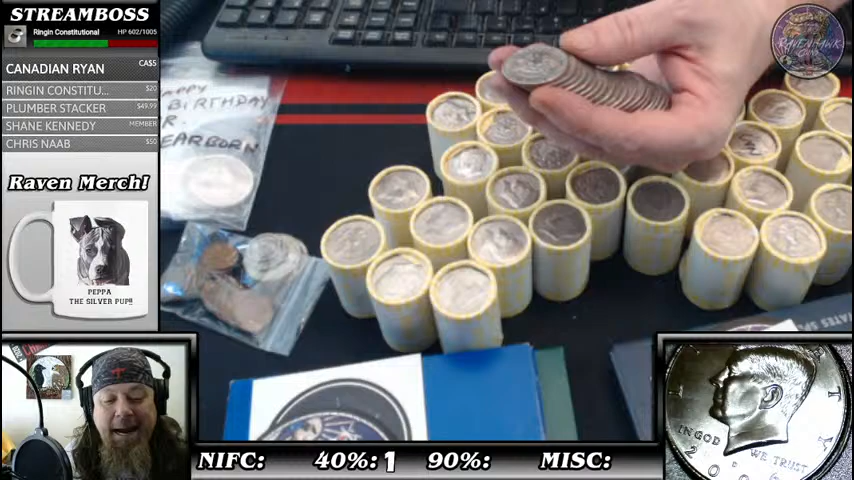 STREAMBOSS
Ringin Constitutional HP 602/1005
CANADIAN RYAN CA$5
RINGIN CONSTITU... $20
PLUMBER STACKER $49.99
SHANE KENNEDY MEMBER
CHRIS NAAB $50
Raven Merch!
PEPPA
THE SILVER PUP!!
BIRTHDAY
NIFC: 40%: 1 90%: MISC:
IN GOD WE TRUST